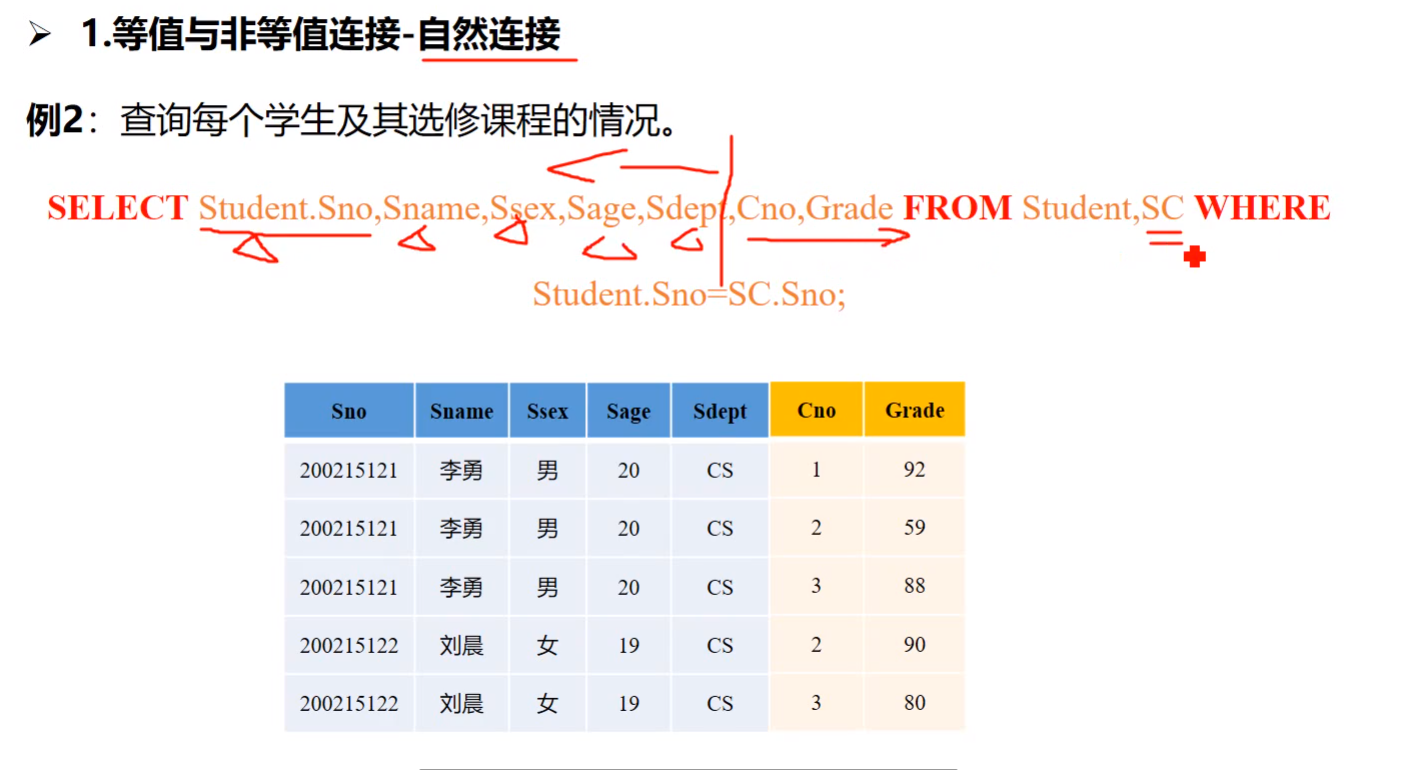 ➢ 1.等值与非等值连接-自然连接
例2：查询每个学生及其选修课程的情况。
SELECT Student.Sno,Sname,Ssex,Sage,Sdept,Cno,Grade FROM Student,SC WHERE
Student.Sno=SC.Sno;
Sno Sname Ssex Sage Sdept Cno Grade
200215121 李勇 男 20 CS 1 92
200215121 李勇 男 20 CS 2 59
200215121 李勇 男 20 CS 3 88
200215122 刘晨 女 19 CS 2 90
200215122 刘晨 女 19 CS 3 80